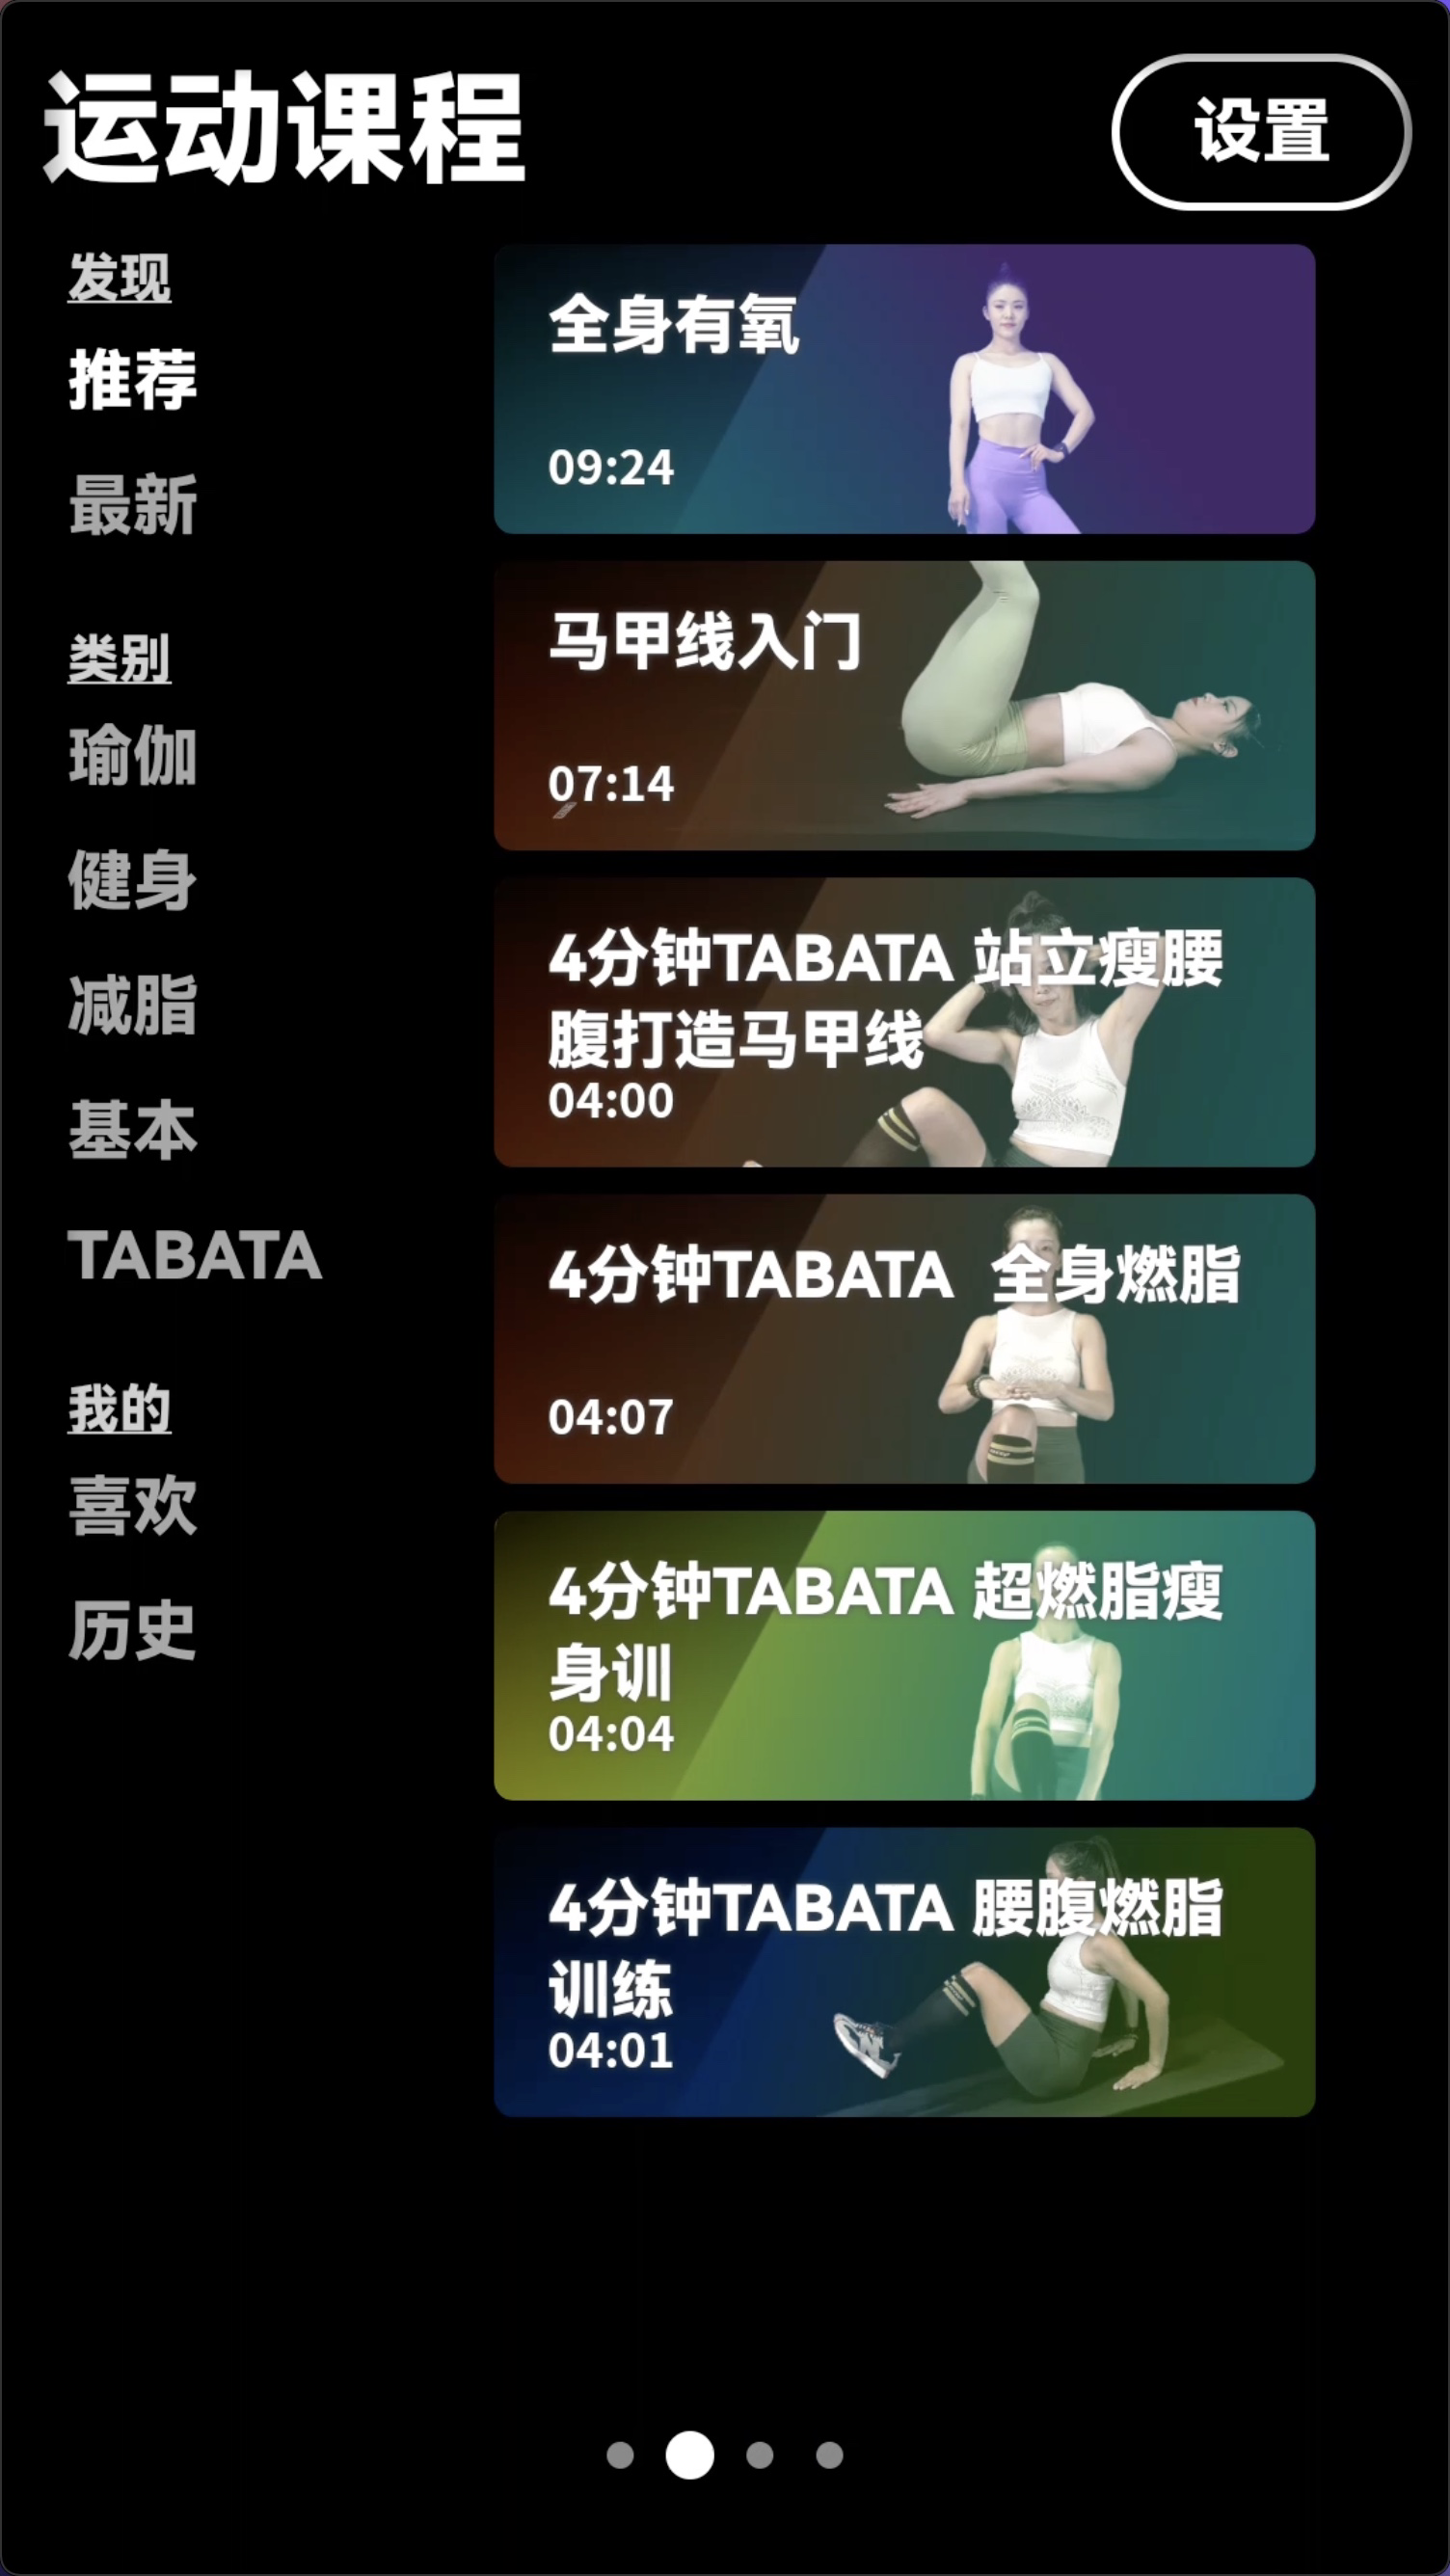 运动课程
设置
发现
推荐
最新
类别
瑜伽
健身
减脂
基本
TABATA
我的
喜欢
历史
全身有氧
09:24
马甲线入门
07:14
4分钟TABATA 站立瘦腰
腹打造马甲线
04:00
4分钟TABATA 全身燃脂
04:07
4分钟TABATA 超燃脂瘦
身训
04:04
4分钟TABATA 腰腹燃脂
训练
04:01